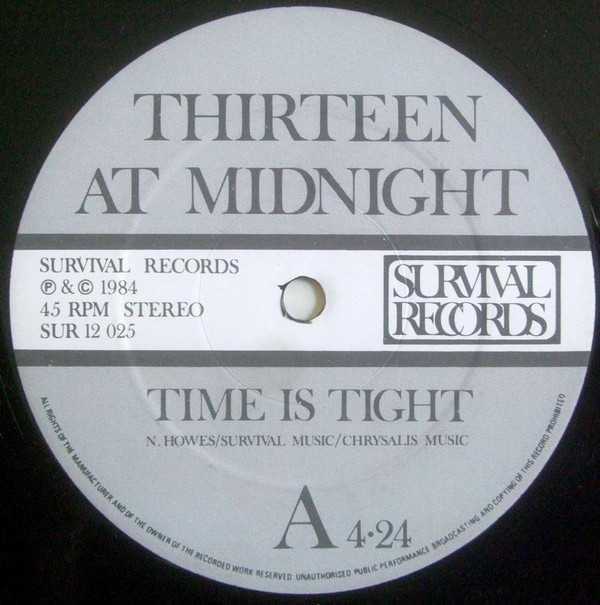 THIRTEEN
AT MIDNIGHT
SURVIVAL RECORDS
℗ & © 1984
45 RPM STEREO
SUR 12 025
SURVIVAL
RECORDS
TIME IS TIGHT
N. HOWES/SURVIVAL MUSIC/CHRYSALIS MUSIC
A 4·24
ALL RIGHTS OF THE MANUFACTURER AND OF THE OWNER OF THE RECORDED WORK RESERVED UNAUTHORISED PUBLIC PERFORMANCE BROADCASTING AND COPYING OF THIS RECORD PROHIBITED